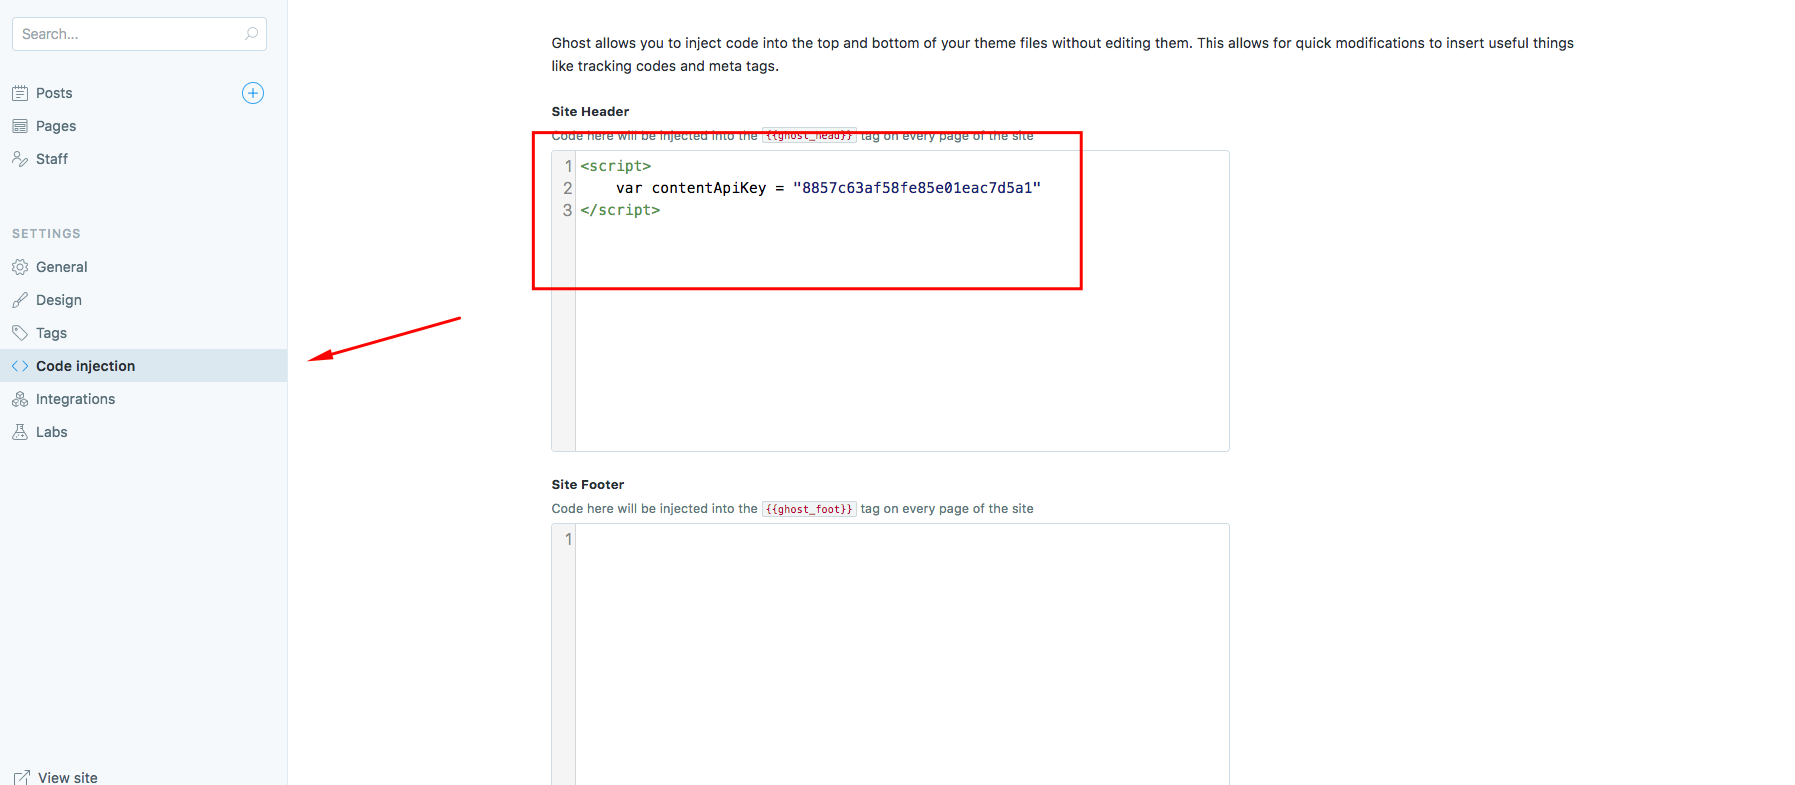 Search...
Posts
Pages
Staff
SETTINGS
General
Design
Tags
Code injection
Integrations
Labs
View site
Ghost allows you to inject code into the top and bottom of your theme files without editing them. This allows for quick modifications to insert useful things
like tracking codes and meta tags.
Site Header
Code here will be injected into the {{ghost_head}} tag on every page of the site
1 <script>
2 var contentApiKey = "8857c63af58fe85e01eac7d5a1"
3 </script>
Site Footer
Code here will be injected into the {{ghost_foot}} tag on every page of the site
1